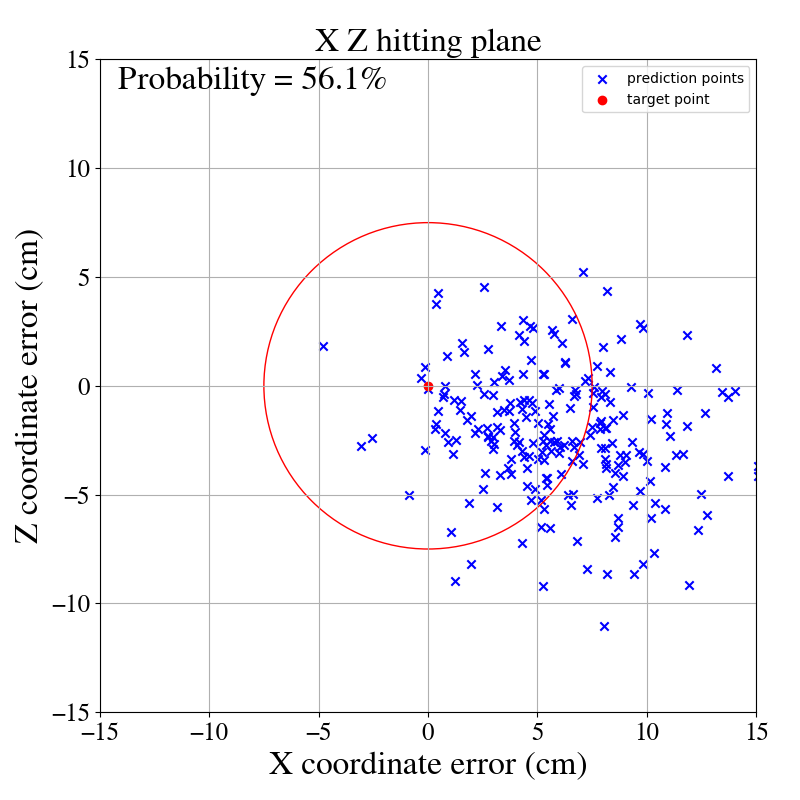 X Z hitting plane
Probability = 56.1%
prediction points
target point
15
10
5
0
−5
−10
−15
Z coordinate error (cm)
−15 −10 −5 0 5 10 15
X coordinate error (cm)